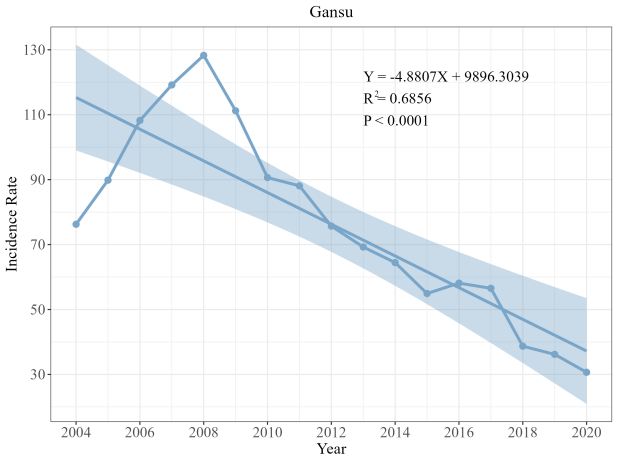 Gansu
Y = -4.8807X + 9896.3039
R²= 0.6856
P < 0.0001
Incidence Rate
130
110
90
70
50
30
2004 2006 2008 2010 2012 2014 2016 2018 2020
Year